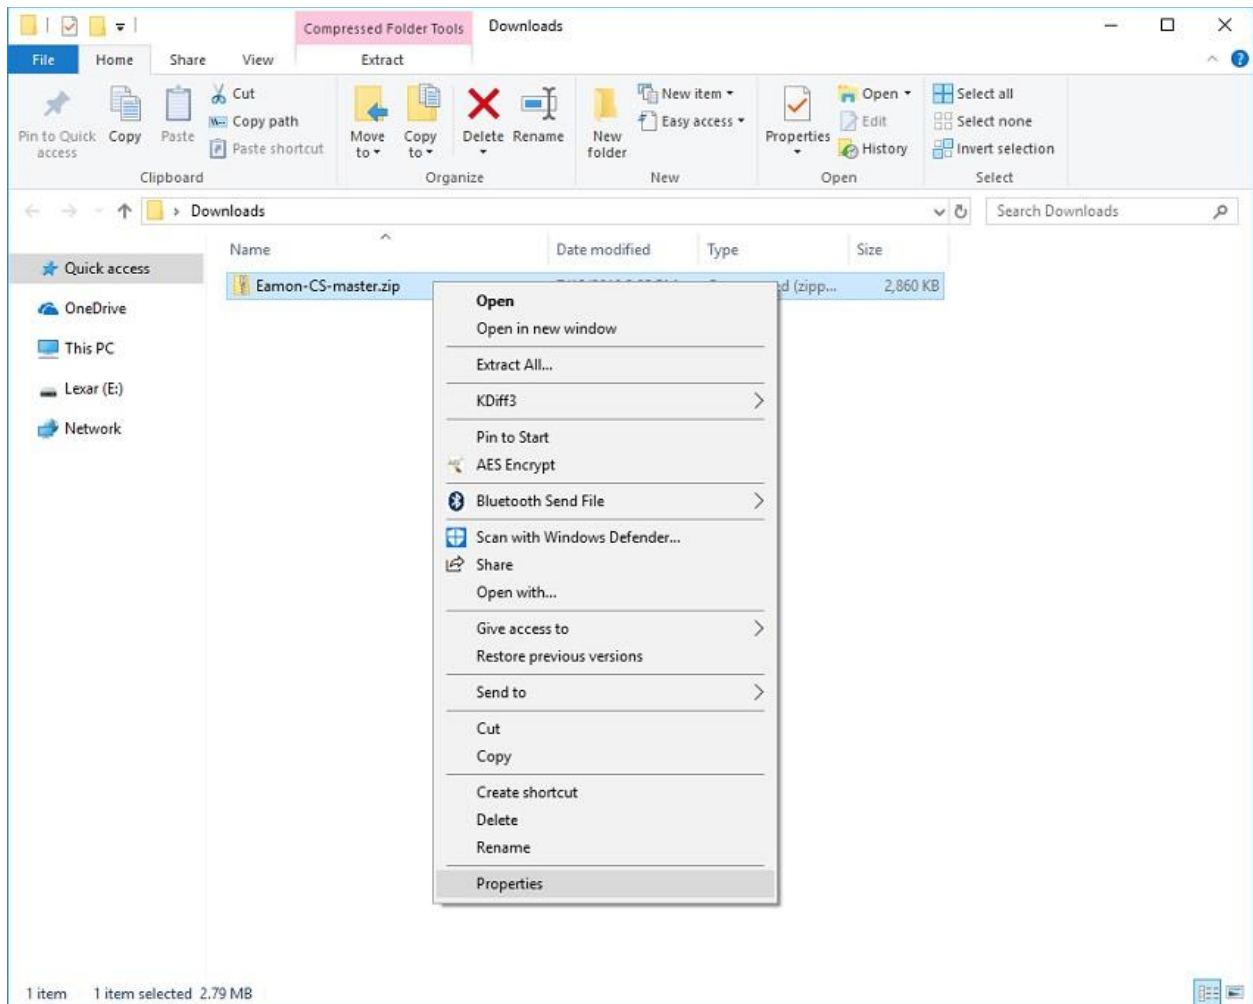 Compressed Folder Tools Downloads
File Home Share View Extract
Pin to Quick access
Copy
Paste
Cut
Copy path
Paste shortcut
Clipboard
Move to
Copy to
Delete
Rename
Organize
New folder
New item
Easy access
New
Properties
Open
Edit
History
Open
Select all
Select none
Invert selection
Select
Downloads
Search Downloads
Name Date modified Type Size
Quick access
OneDrive
This PC
Lexar (E:)
Network
Eamon-CS-master.zip (zipp... 2,860 KB
Open
Open in new window
Extract All...
KDiff3
Pin to Start
AES Encrypt
Bluetooth Send File
Scan with Windows Defender...
Share
Open with...
Give access to
Restore previous versions
Send to
Cut
Copy
Create shortcut
Delete
Rename
Properties
1 item 1 item selected 2.79 MB